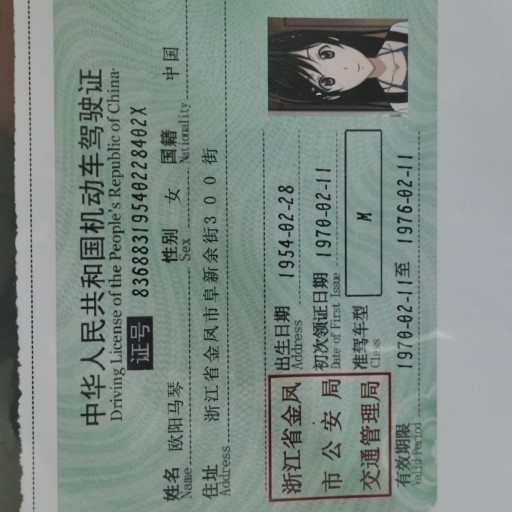 中华人民共和国机动车驾驶证
Driving License of the People's Republic of China
证号 83688319540228402X
姓名 欧阳马琴 性别 女 国籍 中国
Name Sex Nationality
住址 浙江省金凤市阜新余街300街
Address
浙江省金凤
市公安局
交通管理局
出生日期 1954-02-28
Address
初次领证日期 1970-02-11
Date of First Issue
准驾车型 M
Class
有效期限 1970-02-11至 1976-02-11
Valid Period